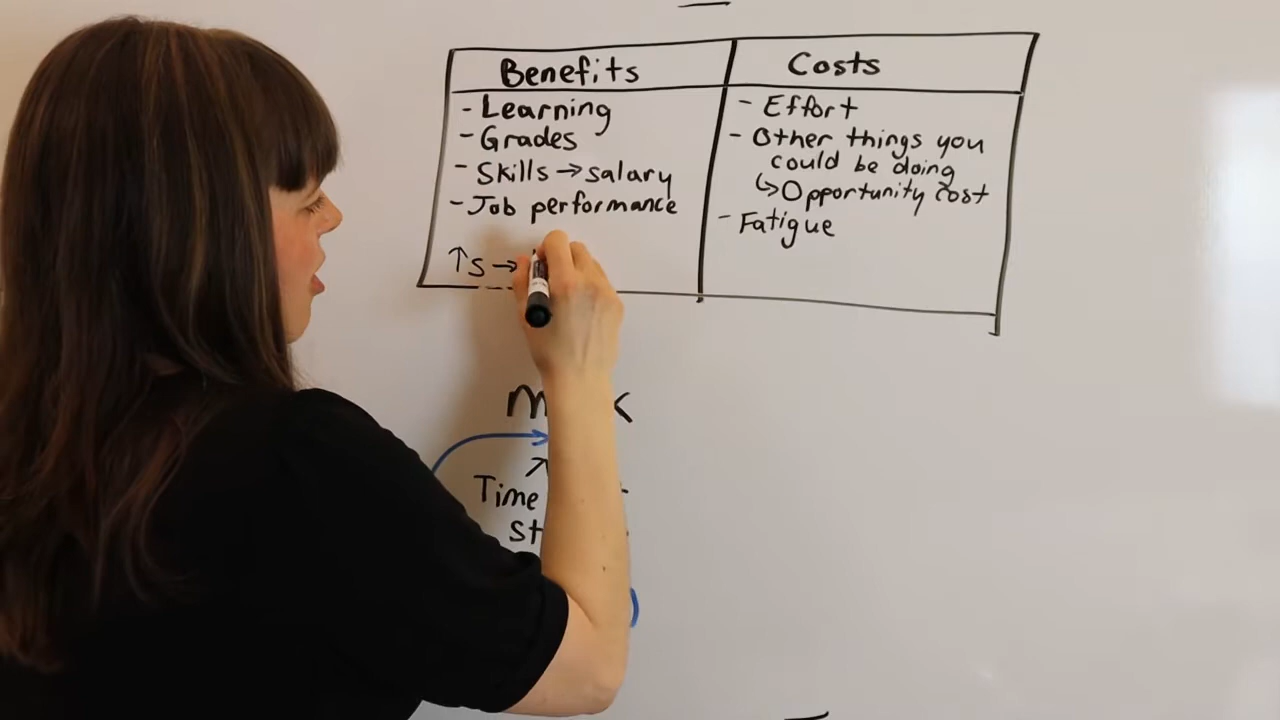 Benefits
- Learning
- Grades
- Skills → salary
- Job performance
↑S →
Costs
- Effort
- Other things you
could be doing
↳ Opportunity cost
- Fatigue
Time